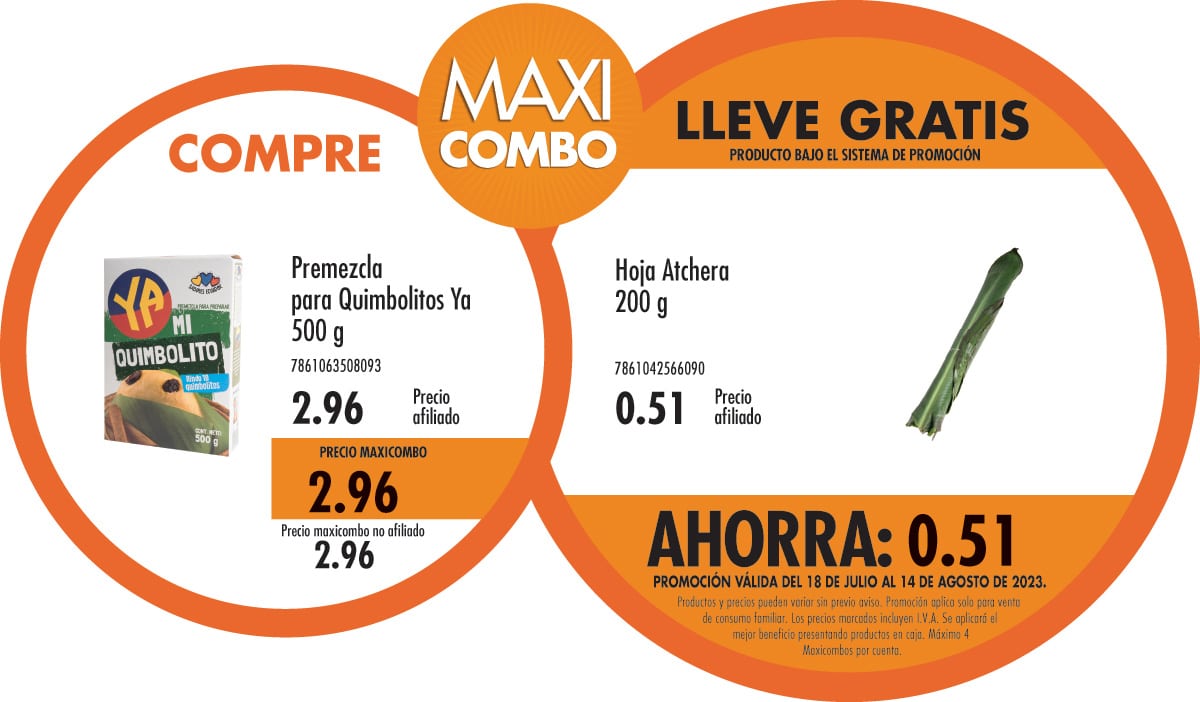 COMPRE
MAXI
COMBO
LLEVE GRATIS
PRODUCTO BAJO EL SISTEMA DE PROMOCIÓN
YA
PREMEZCLA PARA PREPARAR
MI
QUIMBOLITO
Rinde 18
quimbolitos
CONT. NETO
500 g
Premezcla
para Quimbolitos Ya
500 g
7861063508093
2.96
Precio
afiliado
PRECIO MAXICOMBO
2.96
Precio maxicombo no afiliado
2.96
Hoja Atchera
200 g
7861042566090
0.51
Precio
afiliado
AHORRA: 0.51
PROMOCIÓN VÁLIDA DEL 18 DE JULIO AL 14 DE AGOSTO DE 2023.
Productos y precios pueden variar sin previo aviso. Promoción aplica solo para venta
de consumo familiar. Los precios marcados incluyen I.V.A. Se aplicará el
mejor beneficio presentando productos en caja. Máximo 4
Maxicombos por cuenta.